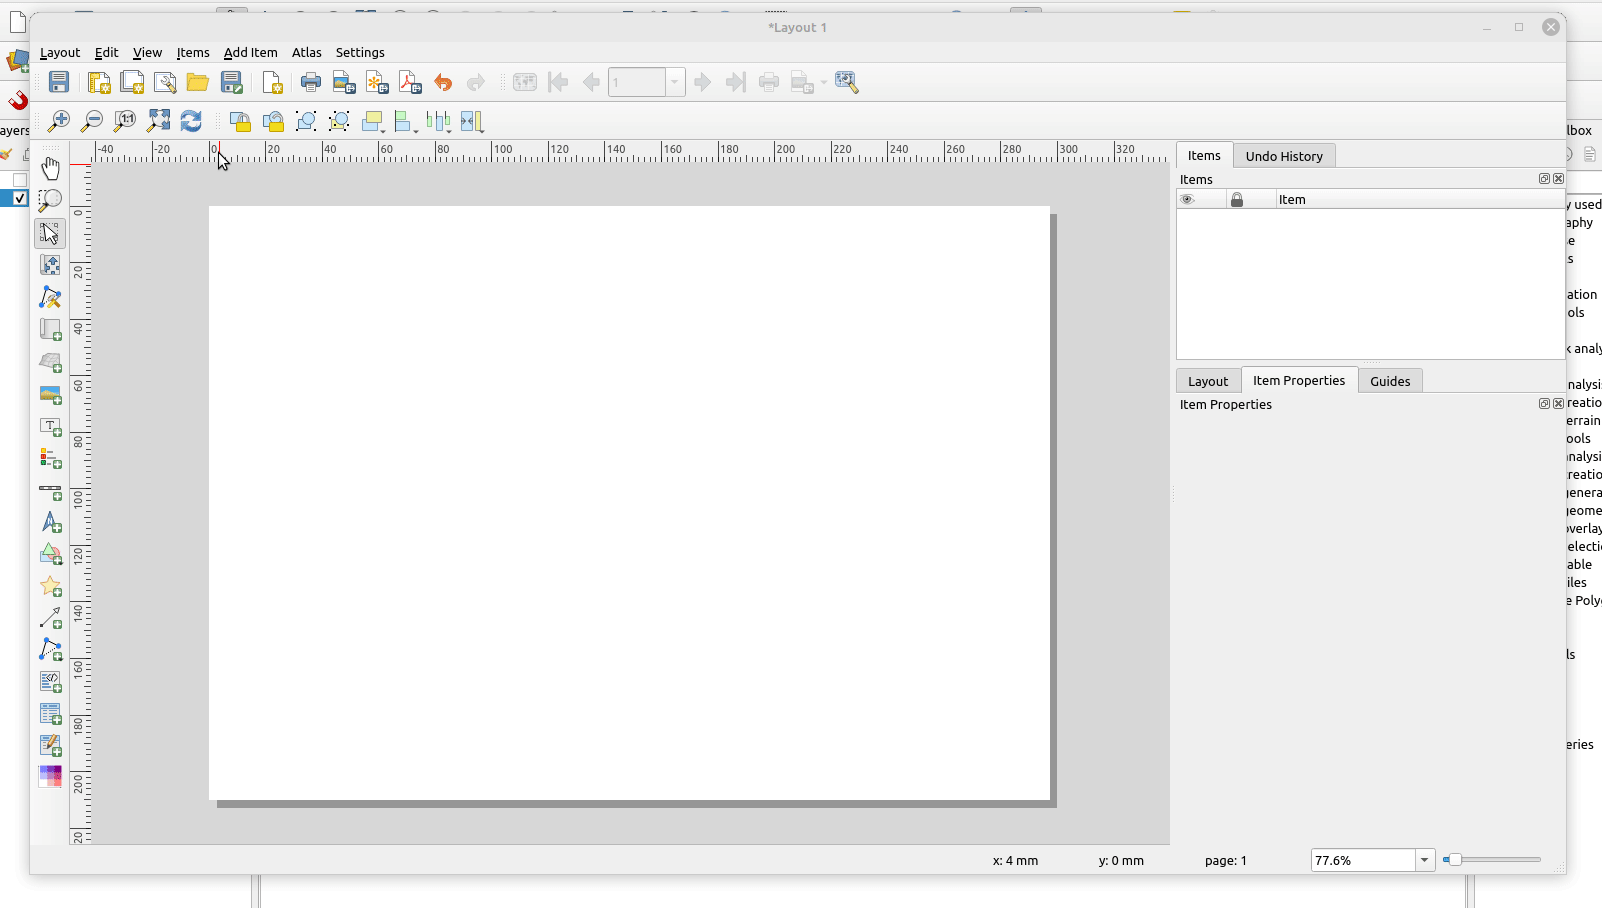 *Layout 1
Layout Edit View Items Add Item Atlas Settings
1
1:1
ayers
lbox
-40 -20 0 20 40 60 80 100 120 140 160 180 200 220 240 260 280 300 320
Items Undo History
Items
Item
0 20 40 60 80 100 120 140 160 180 200 20
T
y used
aphy
e
s
ation
ols
k analy
nalysis
reatio
errain
ools
nalysi
reatio
genera
geome
overlay
electi
able
iles
e Poly
ls
eries
Layout Item Properties Guides
Item Properties
x: 4 mm y: 0 mm page: 1 77.6%